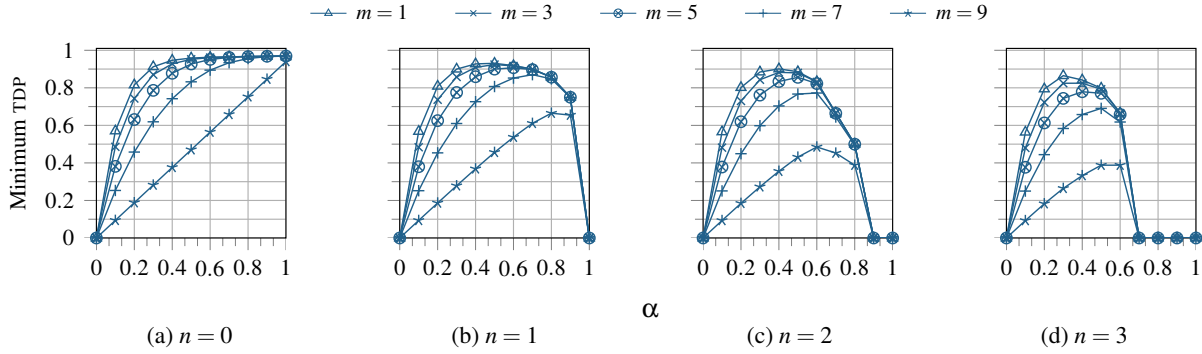 m = 1 m = 3 m = 5 m = 7 m = 9
Minimum TDP
1
0.8
0.6
0.4
0.2
0
0 0.2 0.4 0.6 0.8 1
0 0.2 0.4 0.6 0.8 1
0 0.2 0.4 0.6 0.8 1
0 0.2 0.4 0.6 0.8 1
α
(a) n = 0 (b) n = 1 (c) n = 2 (d) n = 3